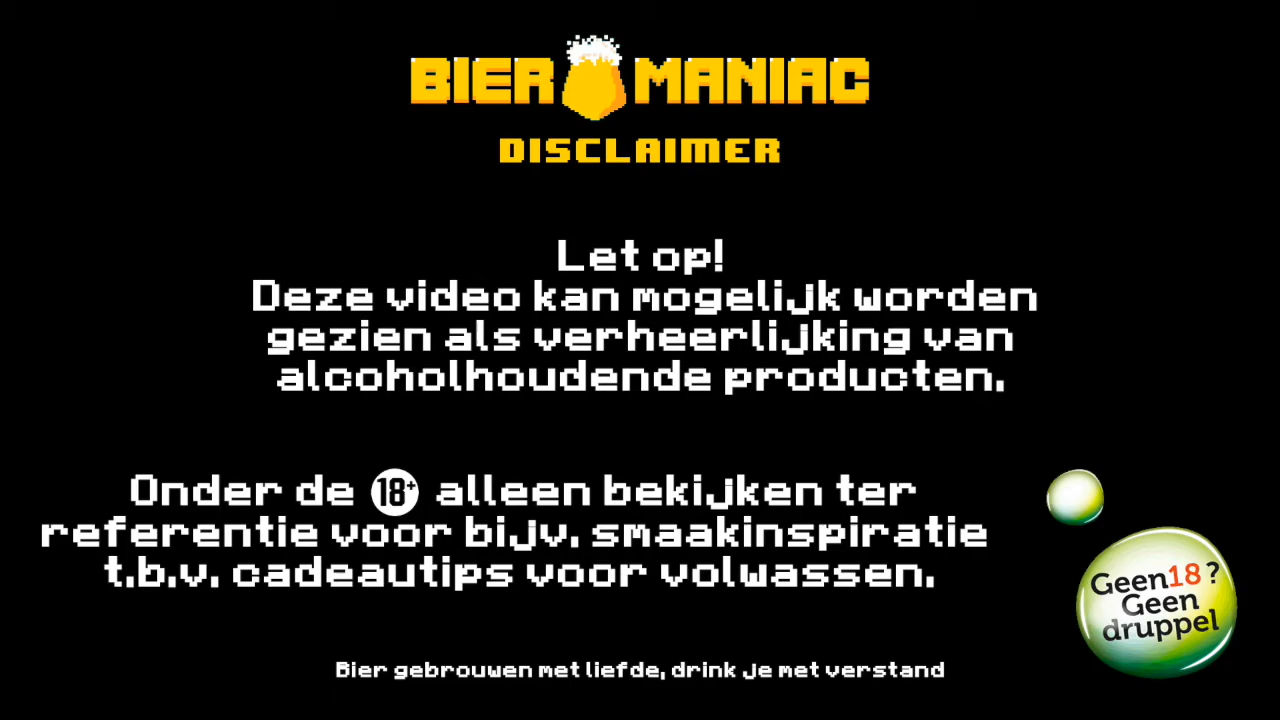 BIER MANIAC
DISCLAIMER
Let op!
Deze video kan mogelijk worden
gezien als verheerlijking van
alcoholhoudende producten.
Onder de 18+ alleen bekijken ter
referentie voor bijv. smaakinspiratie
t.b.v. cadeautips voor volwassen.
Geen18?
Geen
druppel
Bier gebrouwen met liefde, drink je met verstand